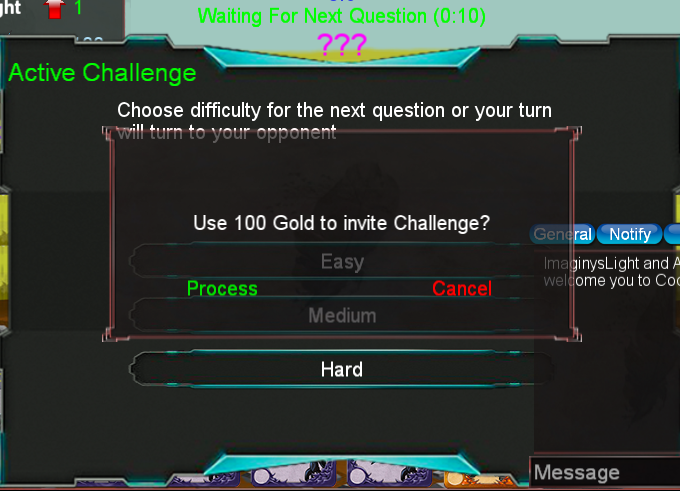 ght 1
Waiting For Next Question (0:10)
???
Active Challenge
Choose difficulty for the next question or your turn
will turn to your opponent
Use 100 Gold to invite Challenge?
General Notify
Easy
ImaginysLight and A
welcome you to Coo
Process Cancel
Medium
Hard
Message